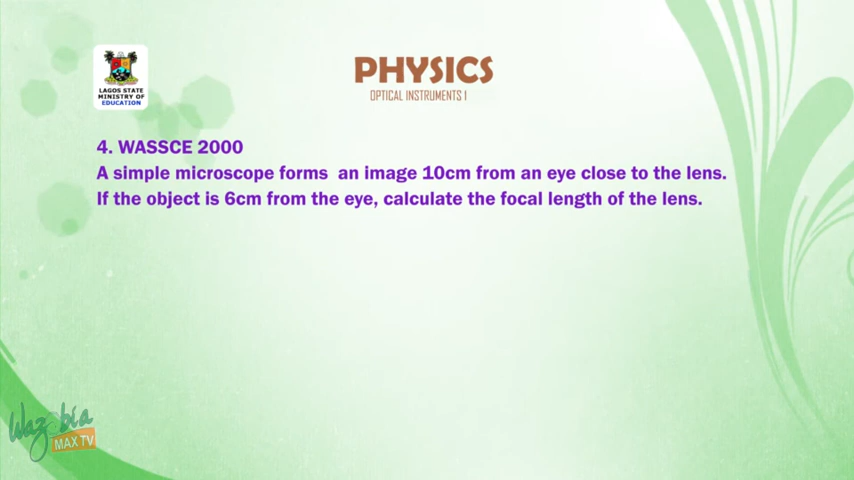 LAGOS STATE
MINISTRY OF
EDUCATION
PHYSICS
OPTICAL INSTRUMENTS I
4. WASSCE 2000
A simple microscope forms an image 10cm from an eye close to the lens.
If the object is 6cm from the eye, calculate the focal length of the lens.
Wazobia
MAX TV